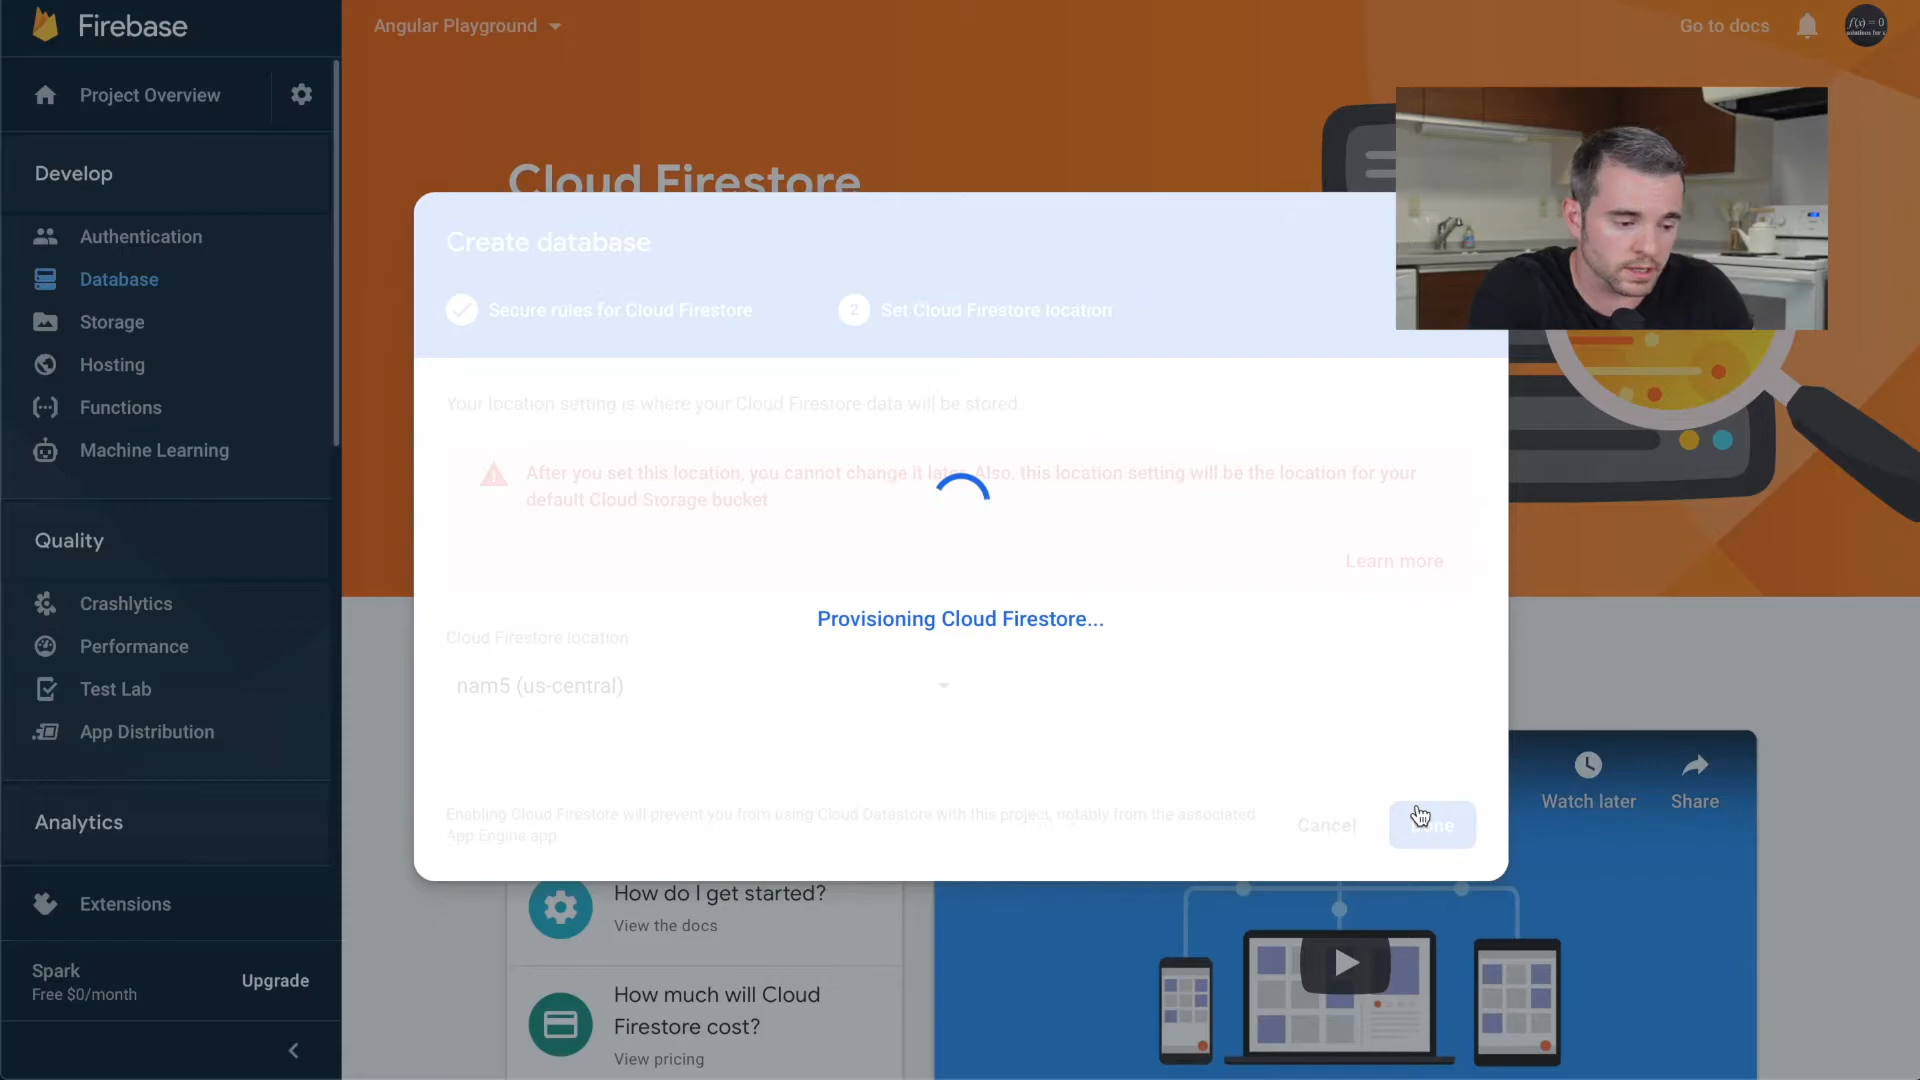 Firebase
Angular Playground
Go to docs
f(x) = 0
solutions for x
Project Overview
Develop
Authentication
Database
Storage
Hosting
Functions
Machine Learning
Quality
Crashlytics
Performance
Test Lab
App Distribution
Analytics
Extensions
Spark
Free $0/month
Upgrade
Cloud Firestore
Create database
Secure rules for Cloud Firestore
2
Set Cloud Firestore location
Your location setting is where your Cloud Firestore data will be stored
After you set this location, you cannot change it later. Also, this location setting will be the location for your
default Cloud Storage bucket
Learn more
Provisioning Cloud Firestore...
Cloud Firestore location
nam5 (us-central)
Enabling Cloud Firestore will prevent you from using Cloud Datastore with this project, notably from the associated
App Engine app
Cancel
Done
How do I get started?
View the docs
How much will Cloud
Firestore cost?
View pricing
Watch later
Share